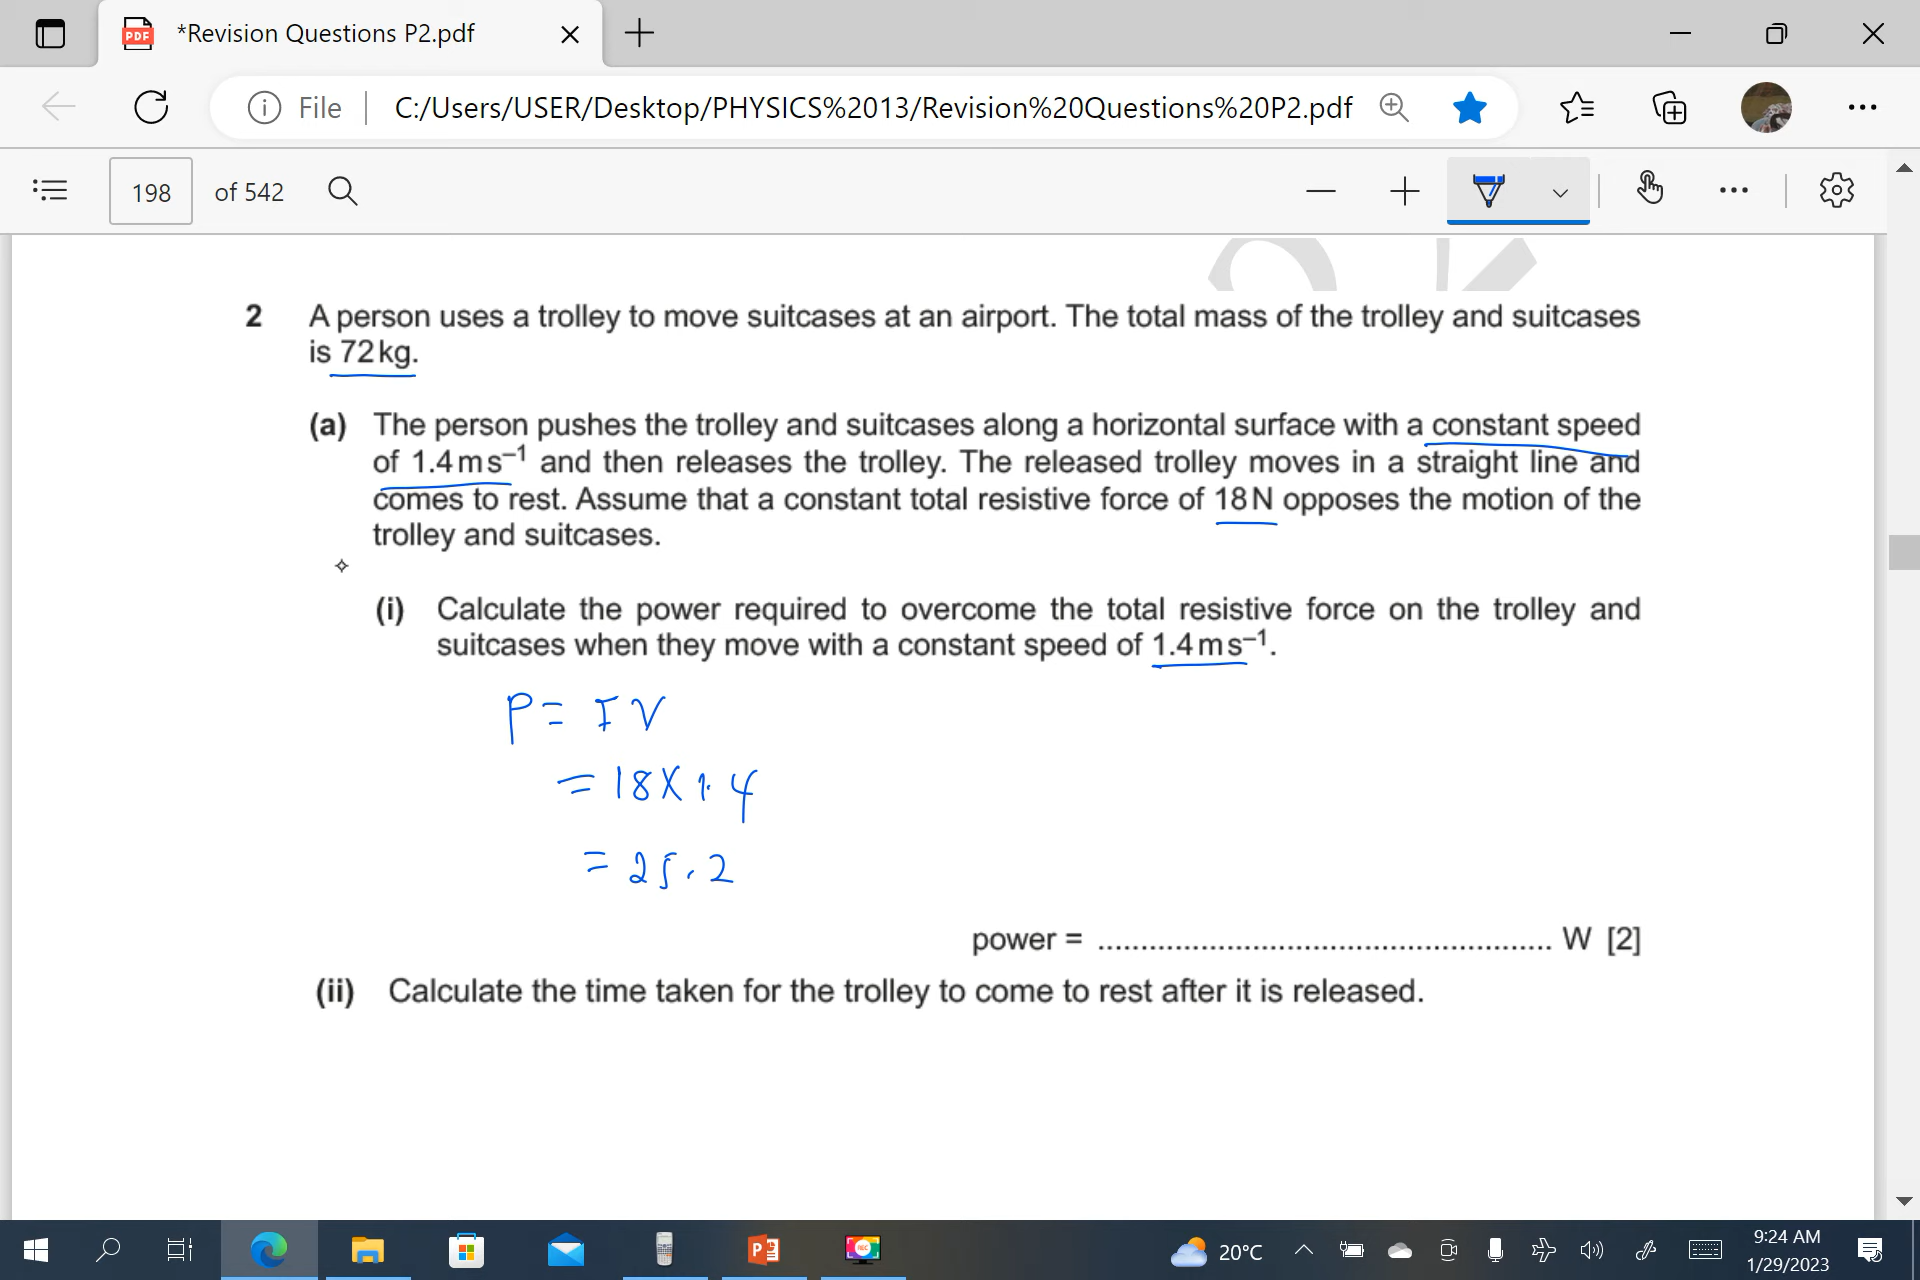 *Revision Questions P2.pdf
File
C:/Users/USER/Desktop/PHYSICS%2013/Revision%20Questions%20P2.pdf
198 of 542
2 A person uses a trolley to move suitcases at an airport. The total mass of the trolley and suitcases
is 72 kg.
(a) The person pushes the trolley and suitcases along a horizontal surface with a constant speed
of 1.4 m s⁻¹ and then releases the trolley. The released trolley moves in a straight line and
comes to rest. Assume that a constant total resistive force of 18 N opposes the motion of the
trolley and suitcases.
(i) Calculate the power required to overcome the total resistive force on the trolley and
suitcases when they move with a constant speed of 1.4 m s⁻¹.
P = FV
= 18 X 1.4
= 25.2
power = ...................................................... W [2]
(ii) Calculate the time taken for the trolley to come to rest after it is released.
20°C
9:24 AM
1/29/2023